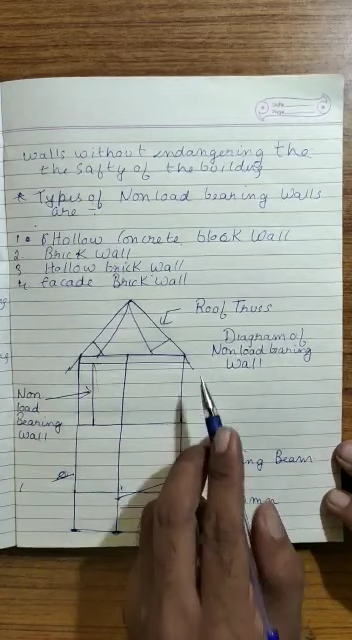 walls without endangering the
the safty of the building
* Types of Nonload bearing walls
are -
1. Hollow Concrete block wall
2 Brick wall
3 Hollow brick wall
4 facade Brick wall
Roof Truss
Diagram of
Nonload bearing
Wall
Non
load
Bearing
Wall
ing Beam